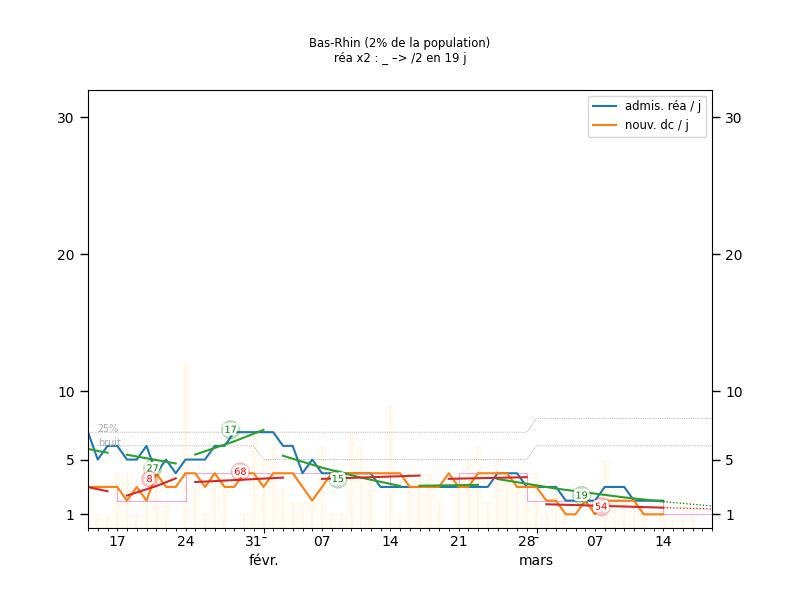 Bas-Rhin (2% de la population)
réa x2 : _ –> /2 en 19 j
admis. réa / j
nouv. dc / j
30 30
20 20
10 10
5 5
1 1
25%
bruit
17
27
8
68
15
19
54
17 24 31 07 14 21 28 07 14
févr. mars